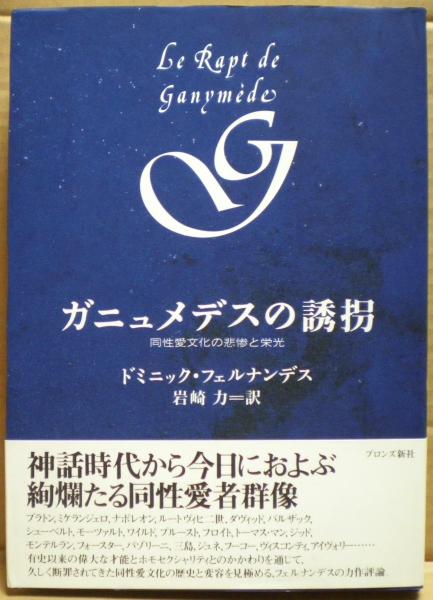 Le Rapt de
Ganymède
G
ガニュメデスの誘拐
同性愛文化の悲惨と栄光
ドミニック・フェルナンデス
岩崎 力＝訳
ブロンズ新社
神話時代から今日におよぶ
絢爛たる同性愛者群像
プラトン、ミケランジェロ、ナポレオン、ルートヴィヒ二世、ダヴィッド、バルザック、
シューベルト、モーツァルト、ワイルド、プルースト、フロイト、トーマス・マン、ジッド、
モンテルラン、フォースター、パゾリーニ、三島、ジュネ、フーコー、ヴィスコンティ、アイヴォリー………
有史以来の偉大な才能とホモセクシャリティとのかかわりを通して、
久しく断罪されてきた同性愛文化の歴史と変容を見極める、フェルナンデスの力作評論。